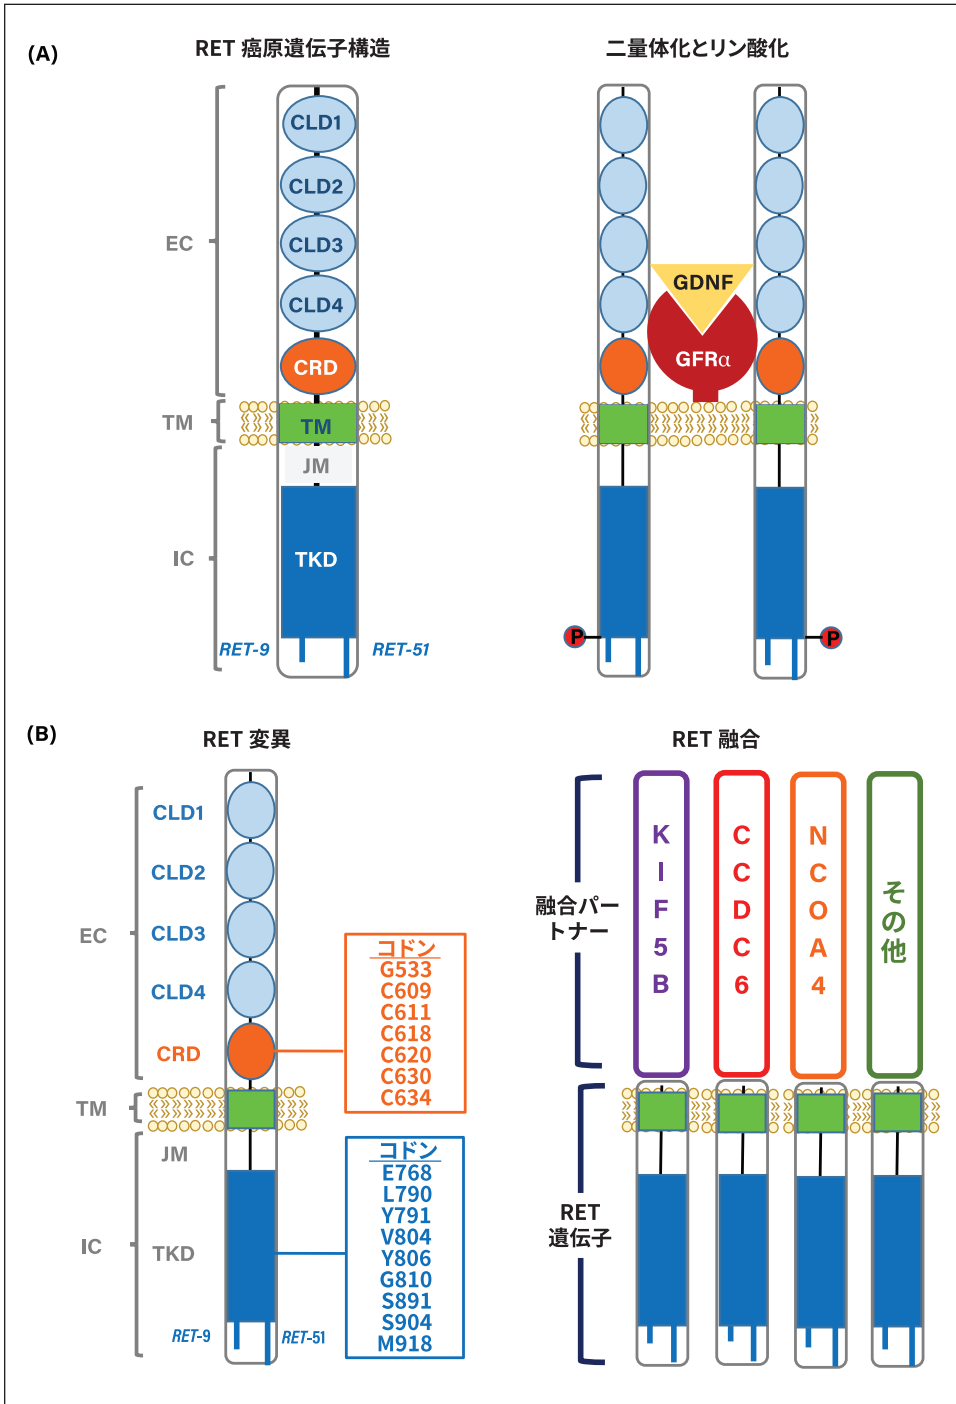 (A)
RET 癌原遺伝子構造
二量体化とリン酸化
EC
CLD1
CLD2
CLD3
CLD4
CRD
TM
TM
JM
IC
TKD
RET-9
RET-51
GDNF
GFRα
P
P
(B)
RET 変異
RET 融合
EC
CLD1
CLD2
CLD3
CLD4
CRD
TM
JM
IC
TKD
RET-9
RET-51
コドン
G533
C609
C611
C618
C620
C630
C634
コドン
E768
L790
Y791
V804
Y806
G810
S891
S904
M918
融合パー
トナー
KIF5B
CCDC6
NCOA4
その他
RET
遺伝子